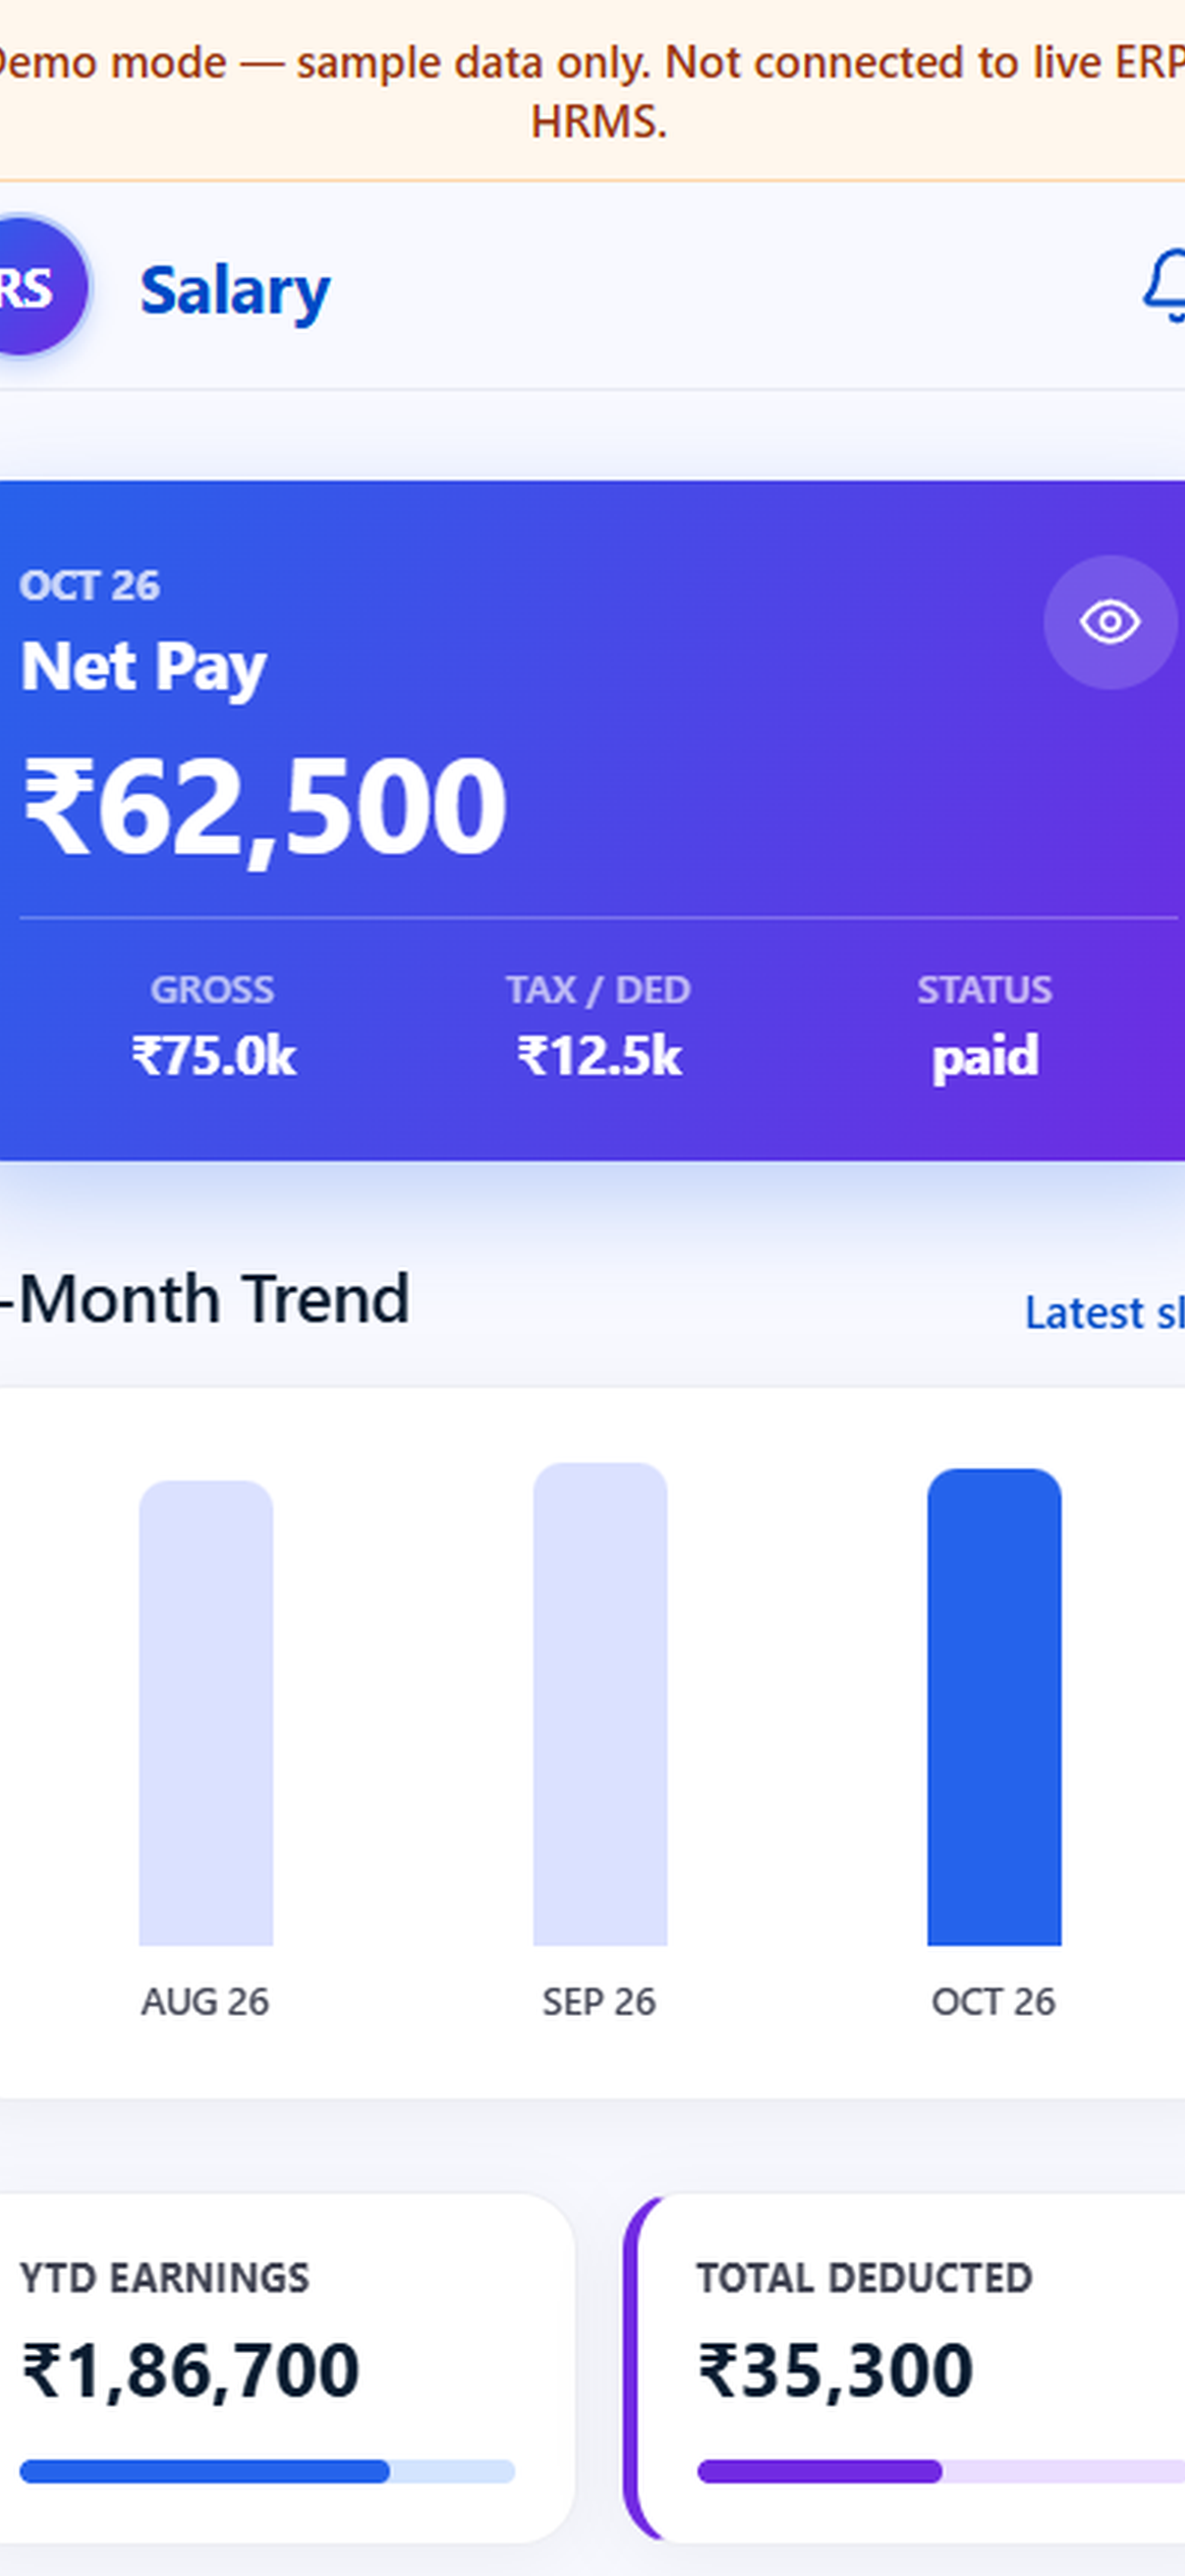 Demo mode — sample data only. Not connected to live ERP
HRMS.
RS
Salary
OCT 26
Net Pay
₹62,500
GROSS
TAX / DED
STATUS
₹75.0k
₹12.5k
paid
-Month Trend
Latest sl
AUG 26
SEP 26
OCT 26
YTD EARNINGS
TOTAL DEDUCTED
₹1,86,700
₹35,300